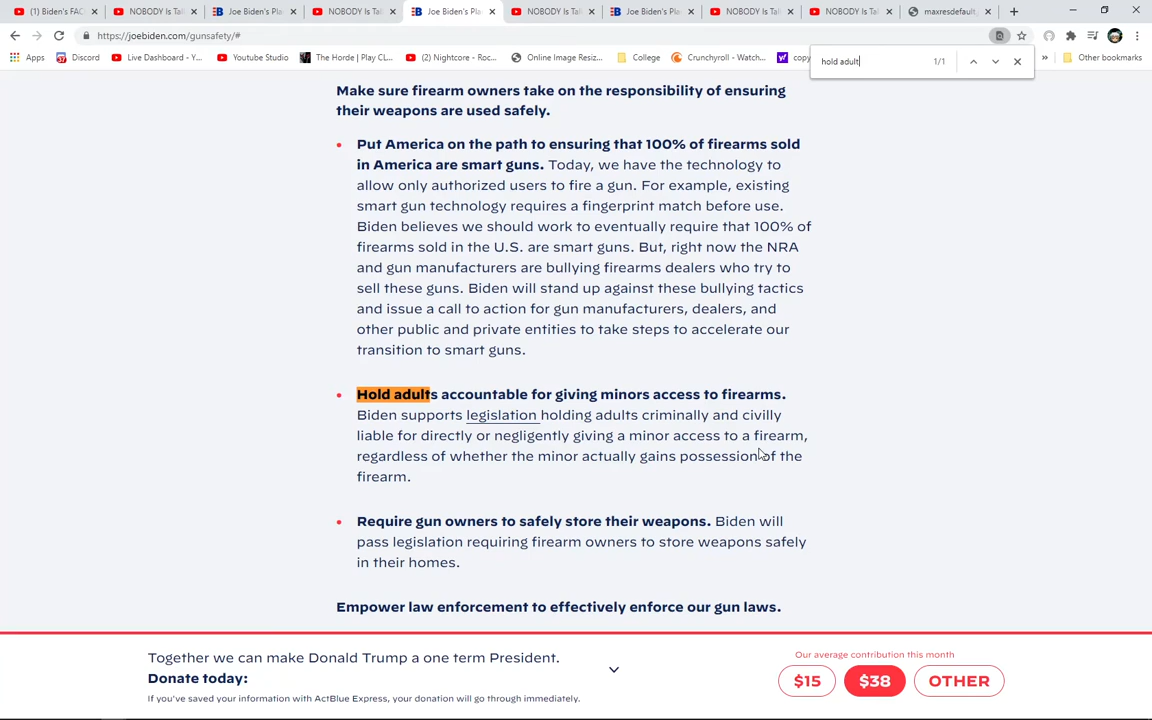 (1) Biden's FAC
NOBODY Is Tal
Joe Biden's Pla
NOBODY Is Tal
Joe Biden's Pla
NOBODY Is Tal
Joe Biden's Pla
NOBODY Is Tal
NOBODY Is Tal
maxresdefault_
https://joebiden.com/gunsafety/#
Apps
Discord
Live Dashboard - Y...
Youtube Studio
The Horde | Play CL...
(2) Nightcore - Roc...
Online Image Resiz...
College
Crunchyroll - Watch...
copy
Other bookmarks
hold adult
1/1
Make sure firearm owners take on the responsibility of ensuring
their weapons are used safely.
• Put America on the path to ensuring that 100% of firearms sold
in America are smart guns. Today, we have the technology to
allow only authorized users to fire a gun. For example, existing
smart gun technology requires a fingerprint match before use.
Biden believes we should work to eventually require that 100% of
firearms sold in the U.S. are smart guns. But, right now the NRA
and gun manufacturers are bullying firearms dealers who try to
sell these guns. Biden will stand up against these bullying tactics
and issue a call to action for gun manufacturers, dealers, and
other public and private entities to take steps to accelerate our
transition to smart guns.
• Hold adults accountable for giving minors access to firearms.
Biden supports legislation holding adults criminally and civilly
liable for directly or negligently giving a minor access to a firearm,
regardless of whether the minor actually gains possession of the
firearm.
• Require gun owners to safely store their weapons. Biden will
pass legislation requiring firearm owners to store weapons safely
in their homes.
Empower law enforcement to effectively enforce our gun laws.
Together we can make Donald Trump a one term President.
Donate today:
If you've saved your information with ActBlue Express, your donation will go through immediately.
Our average contribution this month
$15
$38
OTHER